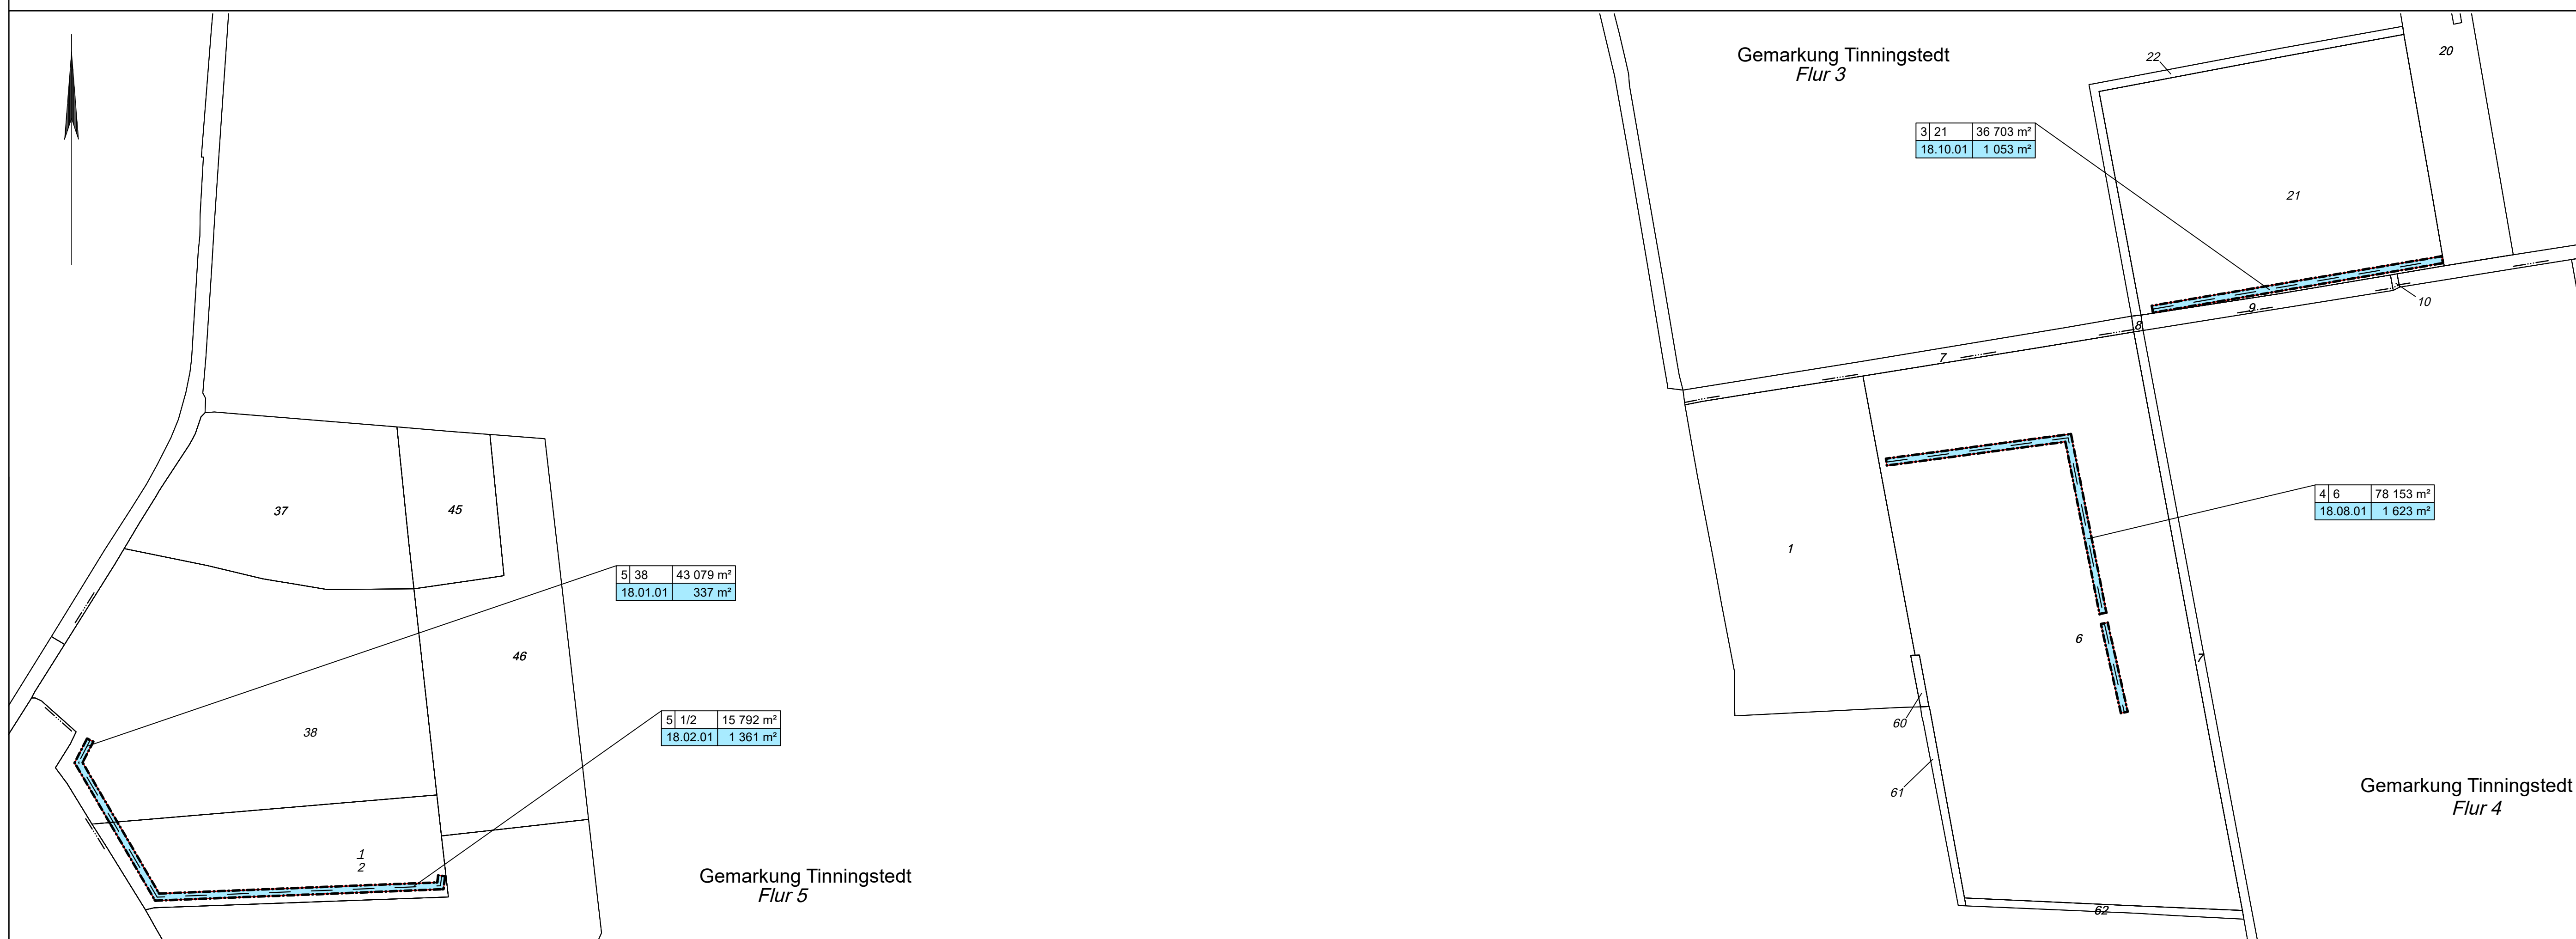 Gemarkung Tinningstedt
Flur 3
22
20
3 21 36 703 m²
18.10.01 1 053 m²
21
10
9
8
7
37
45
4 6 78 153 m²
18.08.01 1 623 m²
1
5 38 43 079 m²
18.01.01 337 m²
6
46
7
38
5 1/2 15 792 m²
18.02.01 1 361 m²
60
61
Gemarkung Tinningstedt
Flur 4
1
2
Gemarkung Tinningstedt
Flur 5
62